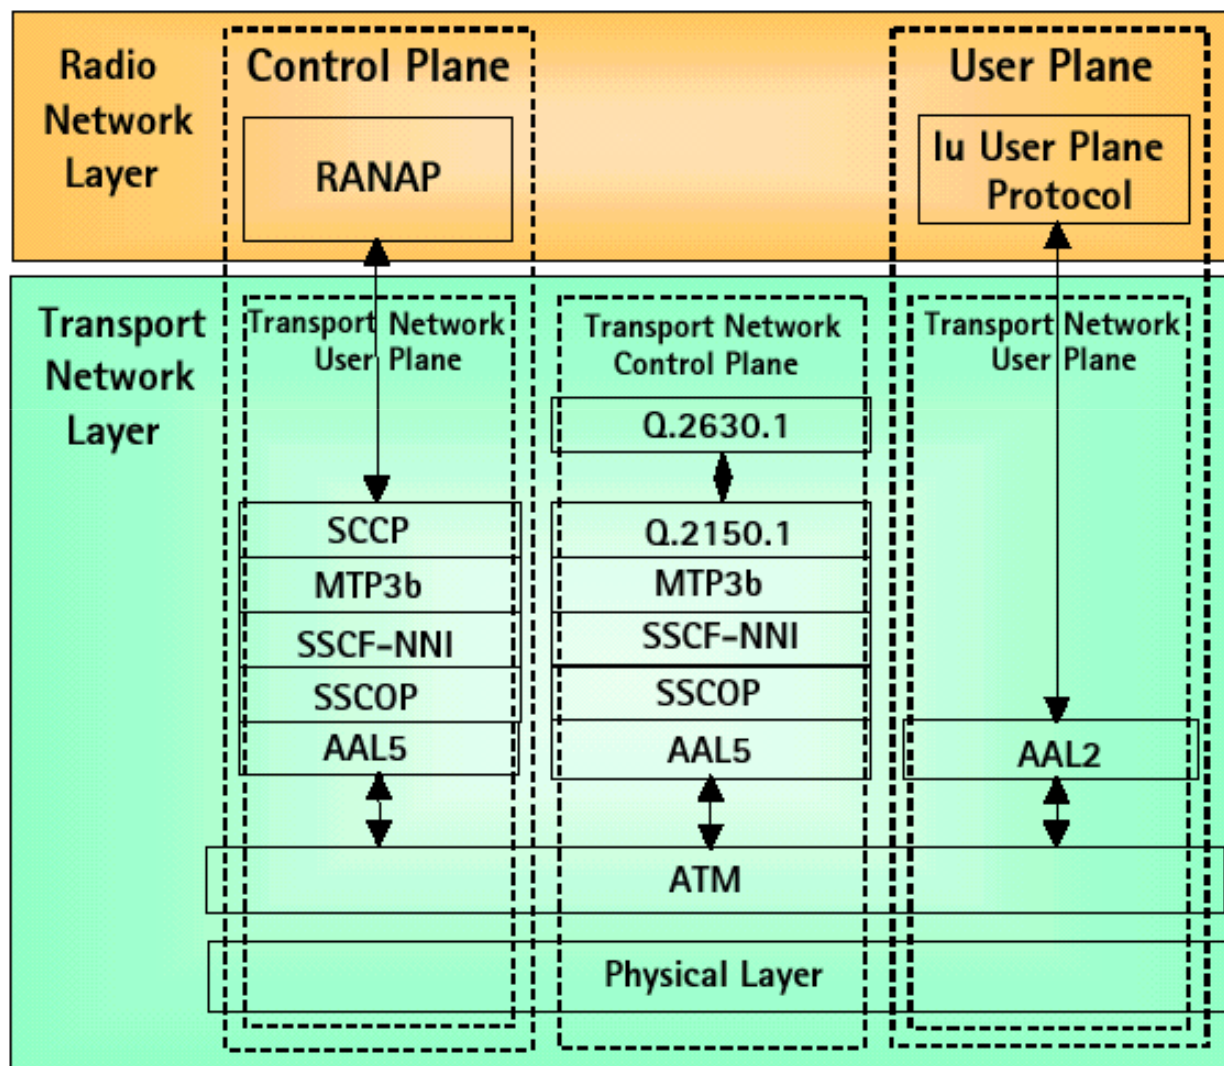 Radio
Network
Layer
Control Plane
RANAP
User Plane
Iu User Plane
Protocol
Transport
Network
Layer
Transport Network
User Plane
SCCP
MTP3b
SSCF-NNI
SSCOP
AAL5
Transport Network
Control Plane
Q.2630.1
Q.2150.1
MTP3b
SSCF-NNI
SSCOP
AAL5
Transport Network
User Plane
AAL2
ATM
Physical Layer